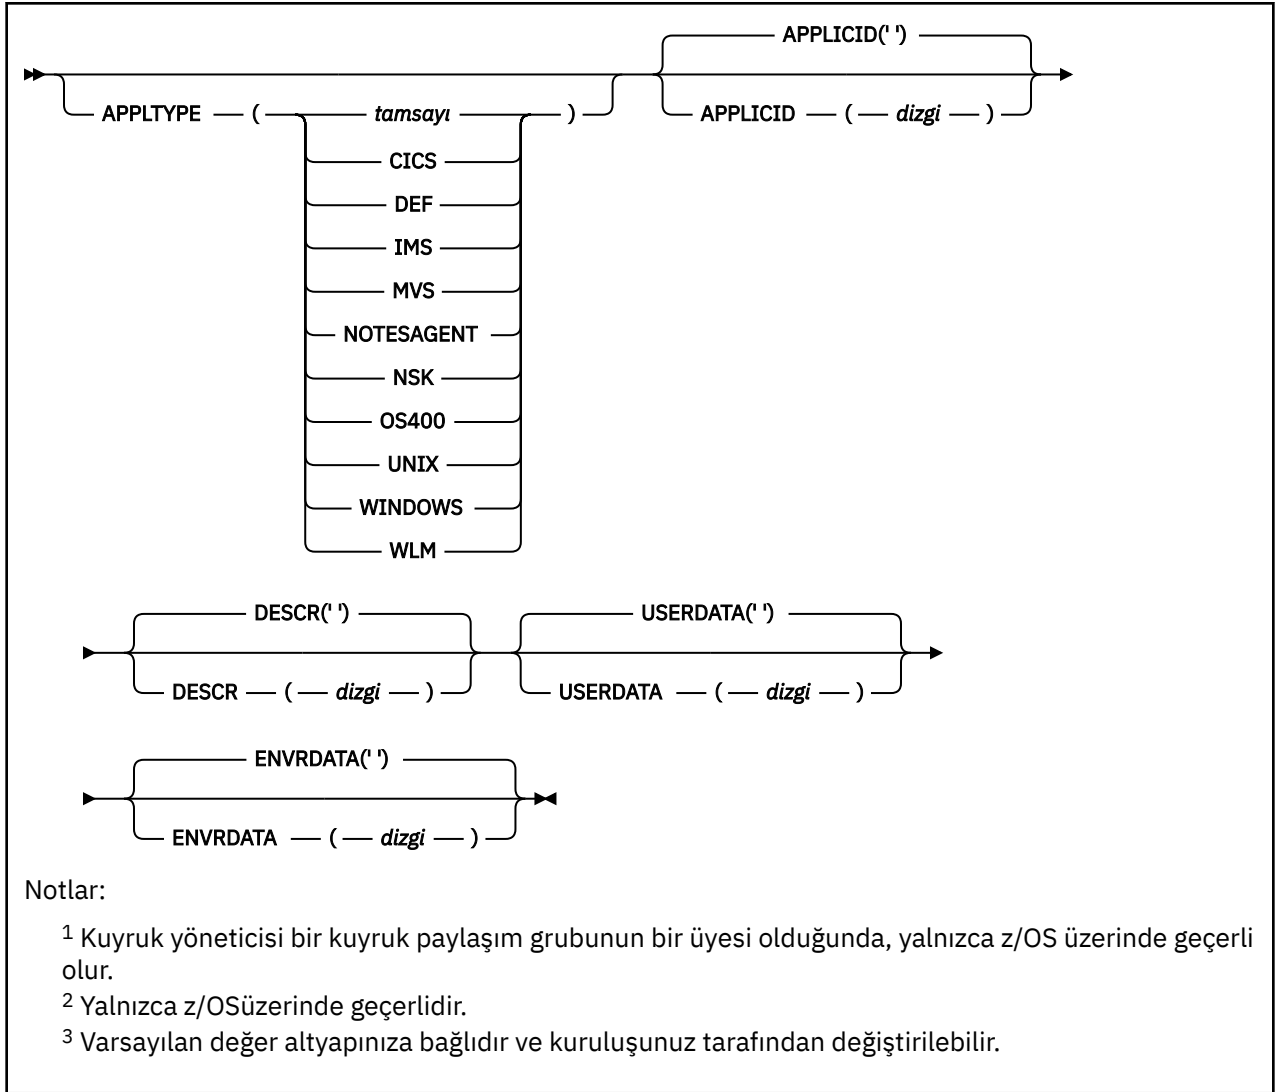 APPLICID(' ')
APPLTYPE ( tamsayı ) APPLICID ( dizgi )
CICS
DEF
IMS
MVS
NOTESAGENT
NSK
OS400
UNIX
WINDOWS
WLM
DESCR(' ') USERDATA(' ')
DESCR ( dizgi ) USERDATA ( dizgi )
ENVRDATA(' ')
ENVRDATA ( dizgi )
Notlar:
1 Kuyruk yöneticisi bir kuyruk paylaşım grubunun bir üyesi olduğunda, yalnızca z/OS üzerinde geçerli
olur.
2 Yalnızca z/OSüzerinde geçerlidir.
3 Varsayılan değer altyapınıza bağlıdır ve kuruluşunuz tarafından değiştirilebilir.